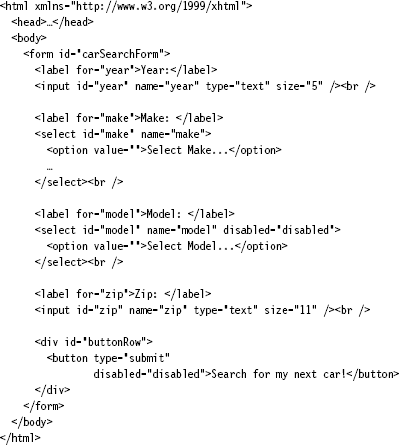 <html xmlns="http://www.w3.org/1999/xhtml">
<head>…</head>
<body>
<form id="carSearchForm">
<label for="year">Year:</label>
<input id="year" name="year" type="text" size="5" /><br />
<label for="make">Make: </label>
<select id="make" name="make">
<option value="">Select Make...</option>
…
</select><br />
<label for="model">Model: </label>
<select id="model" name="model" disabled="disabled">
<option value="">Select Model...</option>
</select><br />
<label for="zip">Zip: </label>
<input id="zip" name="zip" type="text" size="11" /><br />
<div id="buttonRow">
<button type="submit"
disabled="disabled">Search for my next car!</button>
</div>
</form>
</body>
</html>